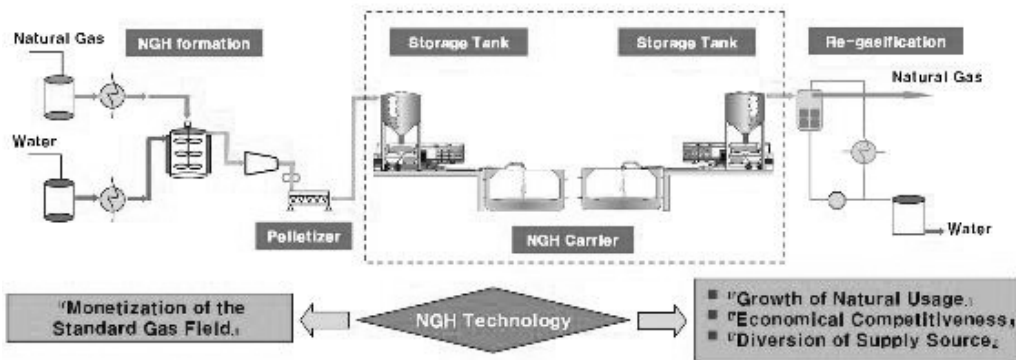 NGH formation
Storage Tank
Storage Tank
Re-gasification
Natural Gas
Natural Gas
Water
Pelletizer
NGH Carrier
Water
"Monetization of the
Standard Gas Field.
NGH Technology
"Growth of Natural Usage.
"Economical Competitiveness
"Diversion of Supply Source